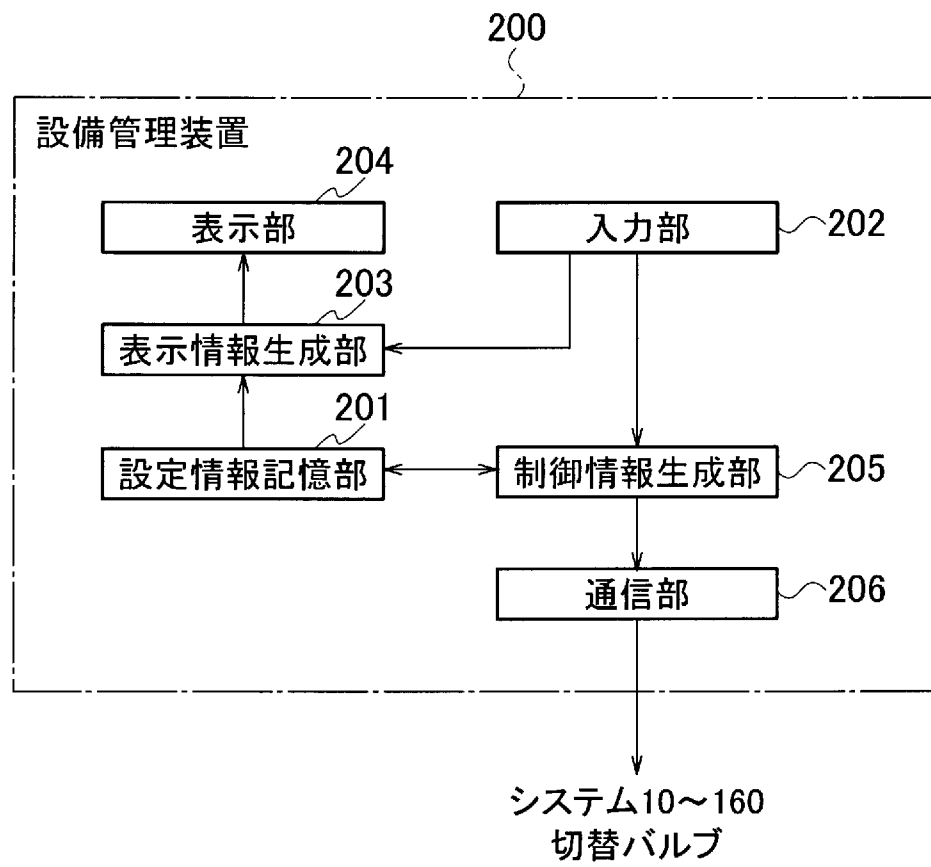 200
設備管理装置
204
表示部
入力部
202
203
表示情報生成部
201
設定情報記憶部
制御情報生成部
205
通信部
206
システム10～160
切替バルブ